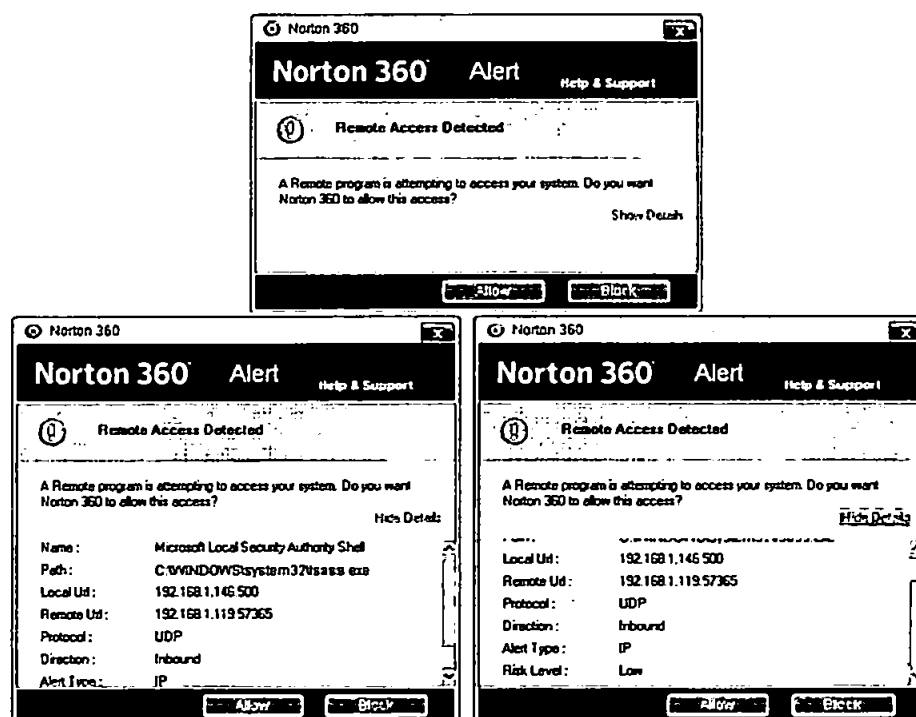 Norton 360
x
Norton 360 Alert Help & Support
Remote Access Detected
A Remote program is attempting to access your system. Do you want
Norton 360 to allow this access?
Show Details
Allow Block
Norton 360
x
Norton 360 Alert Help & Support
Remote Access Detected
A Remote program is attempting to access your system. Do you want
Norton 360 to allow this access?
Hide Details
Name : Microsoft Local Security Authority Shell
Path : C:\WINDOWS\system32\lsass.exe
Local Url : 192.168.1.146:500
Remote Url : 192.168.1.119:57365
Protocol : UDP
Direction : Inbound
Alert Type : IP
Allow Block
Norton 360
x
Norton 360 Alert Help & Support
Remote Access Detected
A Remote program is attempting to access your system. Do you want
Norton 360 to allow this access?
Hide Details
Local Url : 192.168.1.146:500
Remote Url : 192.168.1.119:57365
Protocol : UDP
Direction : Inbound
Alert Type : IP
Risk Level : Low
Allow Block